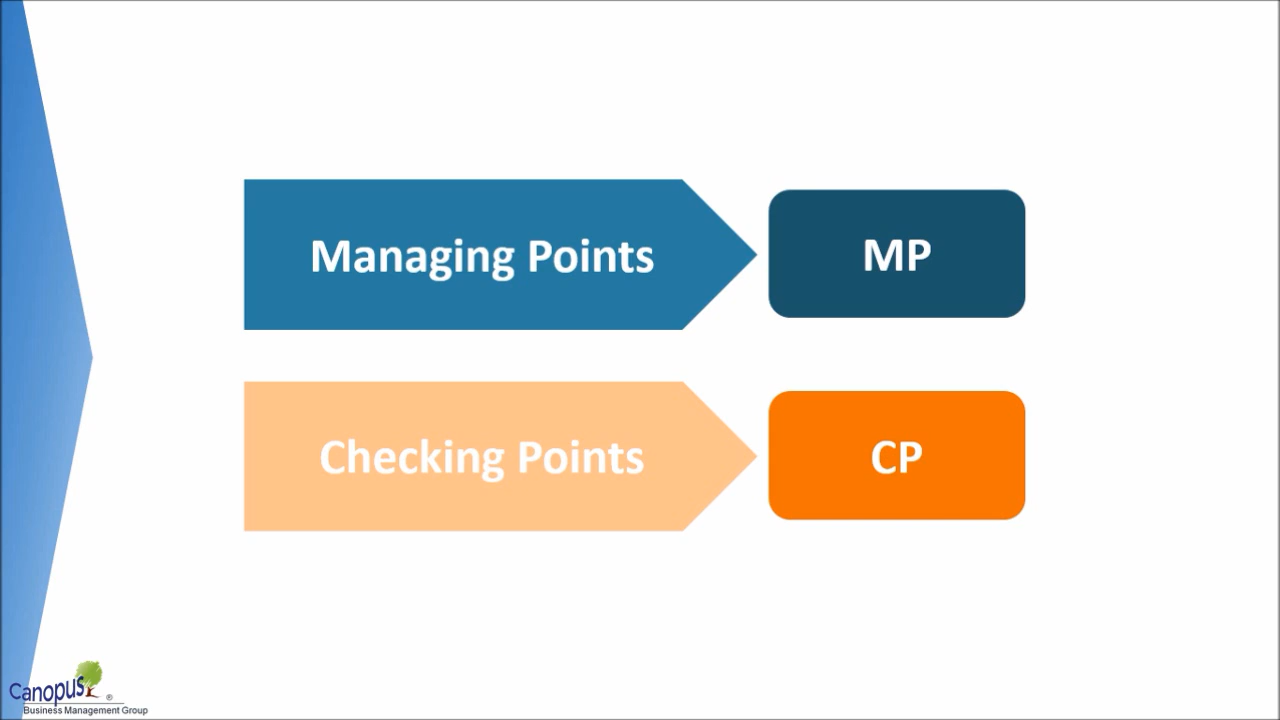 Managing Points
MP
Checking Points
CP
Canopus ®
Business Management Group